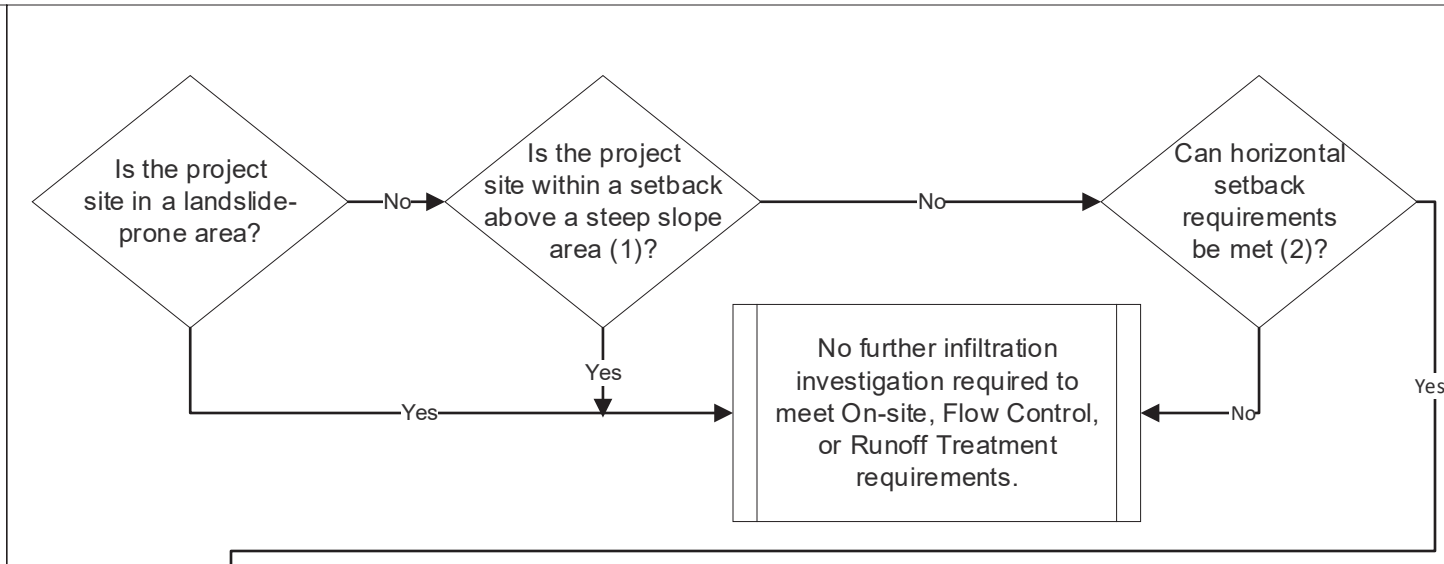 Is the project
site in a landslide-
prone area?
No
Is the project
site within a setback
above a steep slope
area (1)?
No
Can horizontal
setback
requirements
be met (2)?
Yes
Yes
No further infiltration
investigation required to
meet On-site, Flow Control,
or Runoff Treatment
requirements.
No
Yes